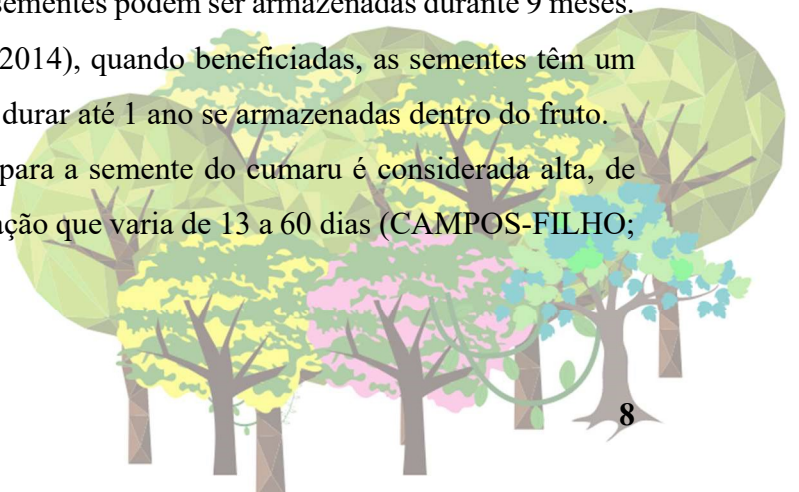 sementes podem ser armazenadas durante 9 meses.
2014), quando beneficiadas, as sementes têm um
durar até 1 ano se armazenadas dentro do fruto.
para a semente do cumaru é considerada alta, de
ação que varia de 13 a 60 dias (CAMPOS-FILHO;
8